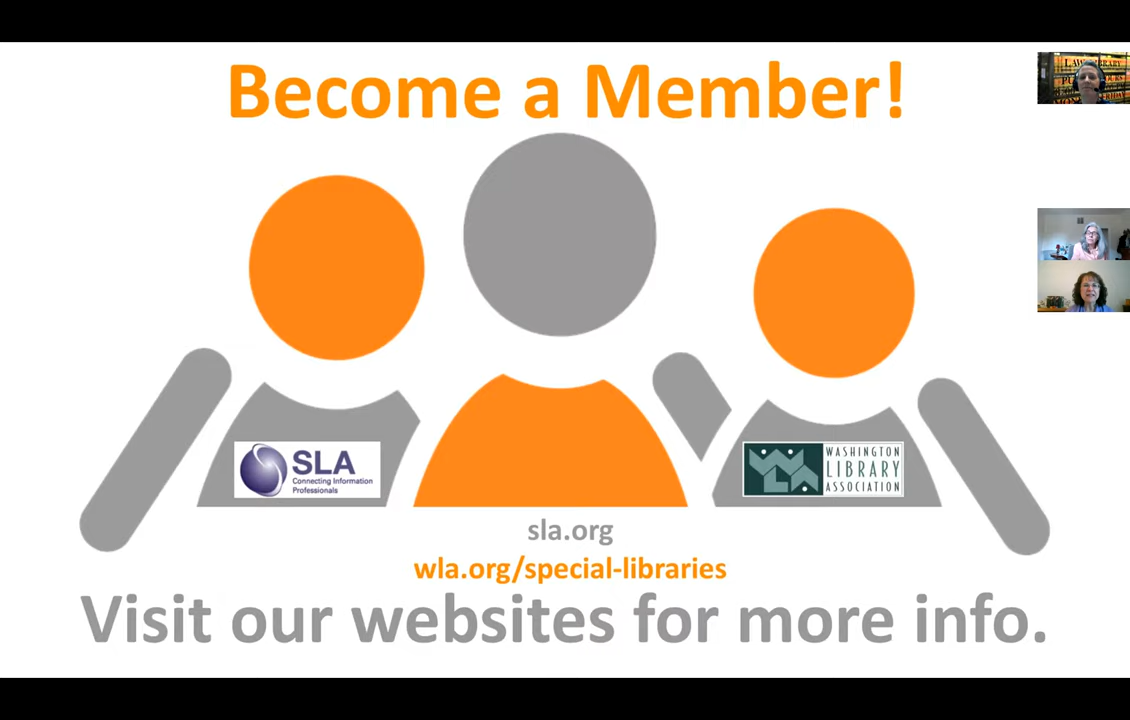 Become a Member!
SLA
Connecting Information
Professionals
WASHINGTON
LIBRARY
ASSOCIATION
sla.org
wla.org/special-libraries
Visit our websites for more info.